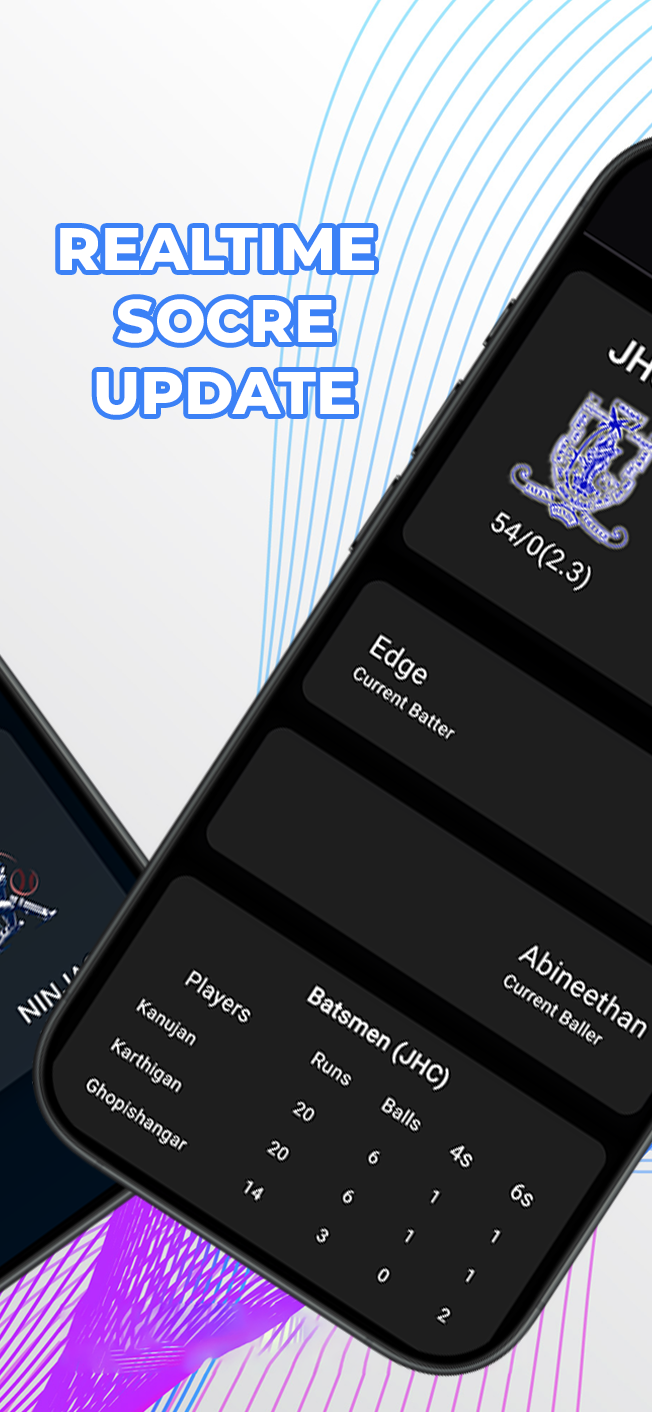 REALTIME
SOCRE
UPDATE
JH
54/0(2.3)
Edge
Current Batter
Abineethan
Current Baller
Batsmen (JHC)
Players Runs Balls 4s 6s
Kanujan 20 6 1 1
Karthigan 20 6 1 1
Ghopishangar 14 3 0 2